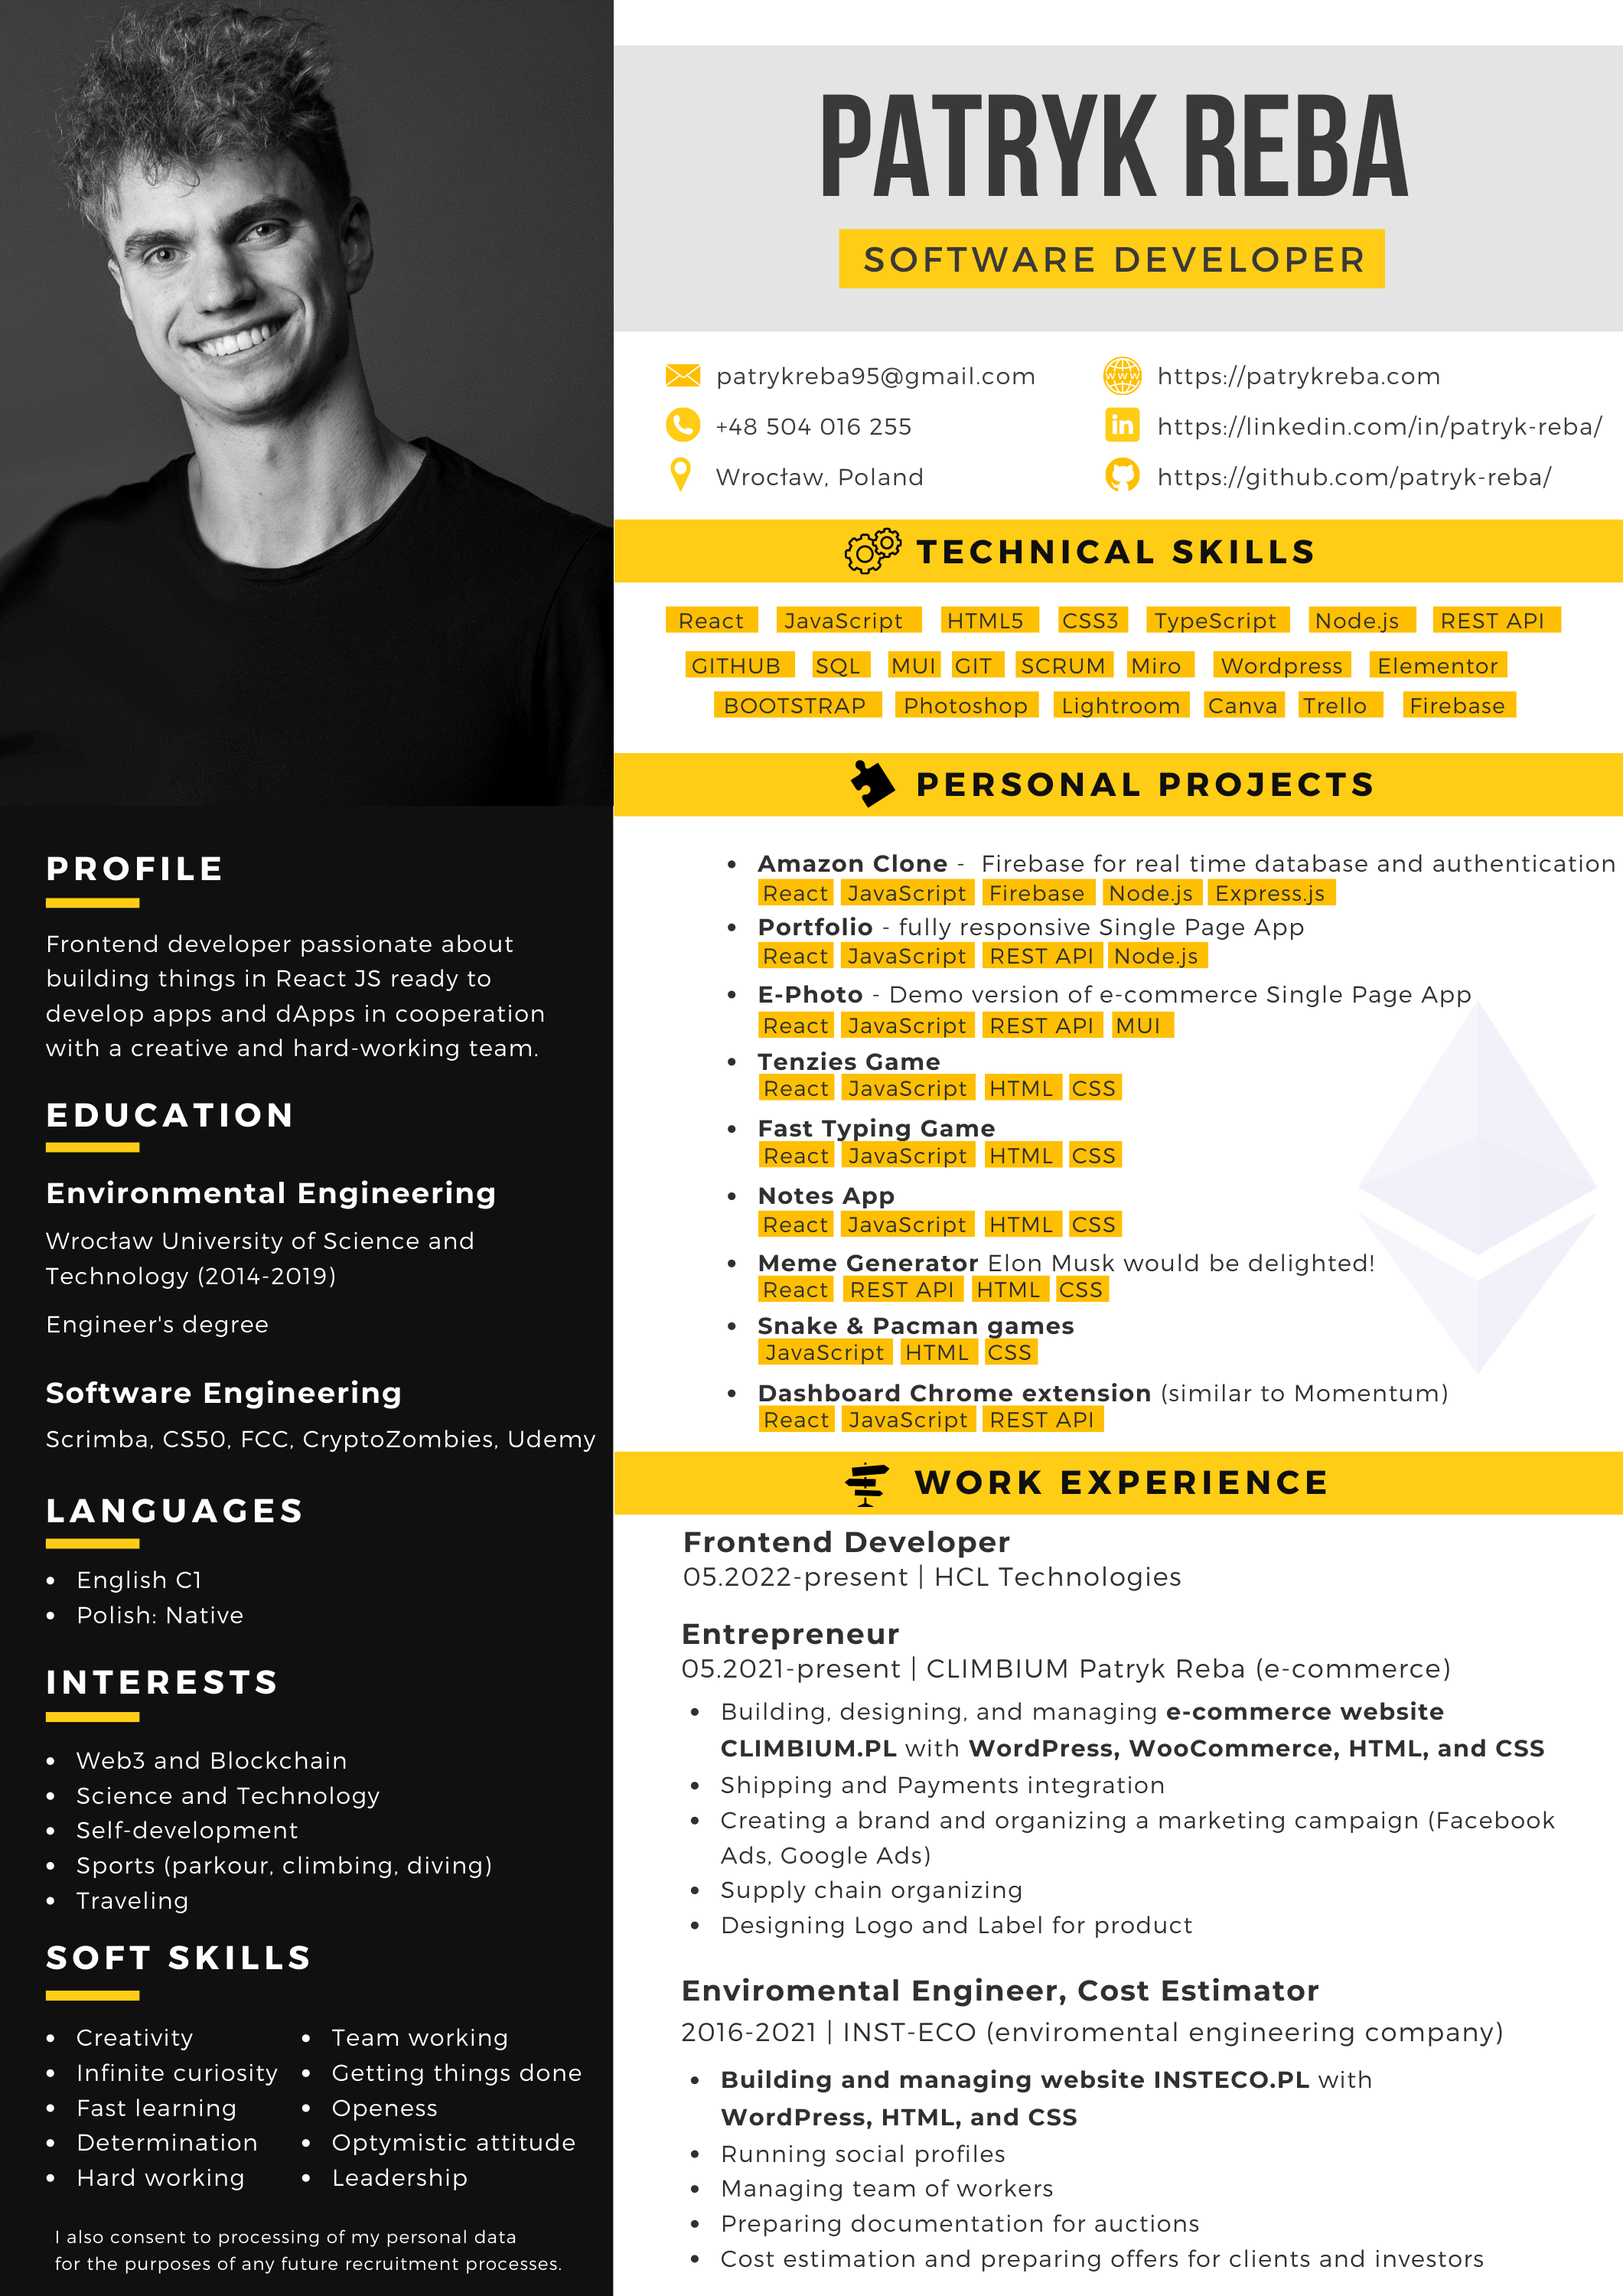 PATRYK REBA
SOFTWARE DEVELOPER
patrykreba95@gmail.com
https://patrykreba.com
+48 504 016 255
https://linkedin.com/in/patryk-reba/
Wrocław, Poland
https://github.com/patryk-reba/
TECHNICAL SKILLS
React JavaScript HTML5 CSS3 TypeScript Node.js REST API
GITHUB SQL MUI GIT SCRUM Miro Wordpress Elementor
BOOTSTRAP Photoshop Lightroom Canva Trello Firebase
PERSONAL PROJECTS
• Amazon Clone - Firebase for real time database and authentication
React JavaScript Firebase Node.js Express.js
• Portfolio - fully responsive Single Page App
React JavaScript REST API Node.js
• E-Photo - Demo version of e-commerce Single Page App
React JavaScript REST API MUI
• Tenzies Game
React JavaScript HTML CSS
• Fast Typing Game
React JavaScript HTML CSS
• Notes App
React JavaScript HTML CSS
• Meme Generator Elon Musk would be delighted!
React REST API HTML CSS
• Snake & Pacman games
JavaScript HTML CSS
• Dashboard Chrome extension (similar to Momentum)
React JavaScript REST API
WORK EXPERIENCE
Frontend Developer
05.2022-present | HCL Technologies
Entrepreneur
05.2021-present | CLIMBIUM Patryk Reba (e-commerce)
• Building, designing, and managing e-commerce website
CLIMBIUM.PL with WordPress, WooCommerce, HTML, and CSS
• Shipping and Payments integration
• Creating a brand and organizing a marketing campaign (Facebook
Ads, Google Ads)
• Supply chain organizing
• Designing Logo and Label for product
Enviromental Engineer, Cost Estimator
2016-2021 | INST-ECO (enviromental engineering company)
• Building and managing website INSTECO.PL with
WordPress, HTML, and CSS
• Running social profiles
• Managing team of workers
• Preparing documentation for auctions
• Cost estimation and preparing offers for clients and investors
PROFILE
Frontend developer passionate about
building things in React JS ready to
develop apps and dApps in cooperation
with a creative and hard-working team.
EDUCATION
Environmental Engineering
Wrocław University of Science and
Technology (2014-2019)
Engineer's degree
Software Engineering
Scrimba, CS50, FCC, CryptoZombies, Udemy
LANGUAGES
• English C1
• Polish: Native
INTERESTS
• Web3 and Blockchain
• Science and Technology
• Self-development
• Sports (parkour, climbing, diving)
• Traveling
SOFT SKILLS
• Creativity
• Infinite curiosity
• Fast learning
• Determination
• Hard working
• Team working
• Getting things done
• Openess
• Optymistic attitude
• Leadership
I also consent to processing of my personal data
for the purposes of any future recruitment processes.